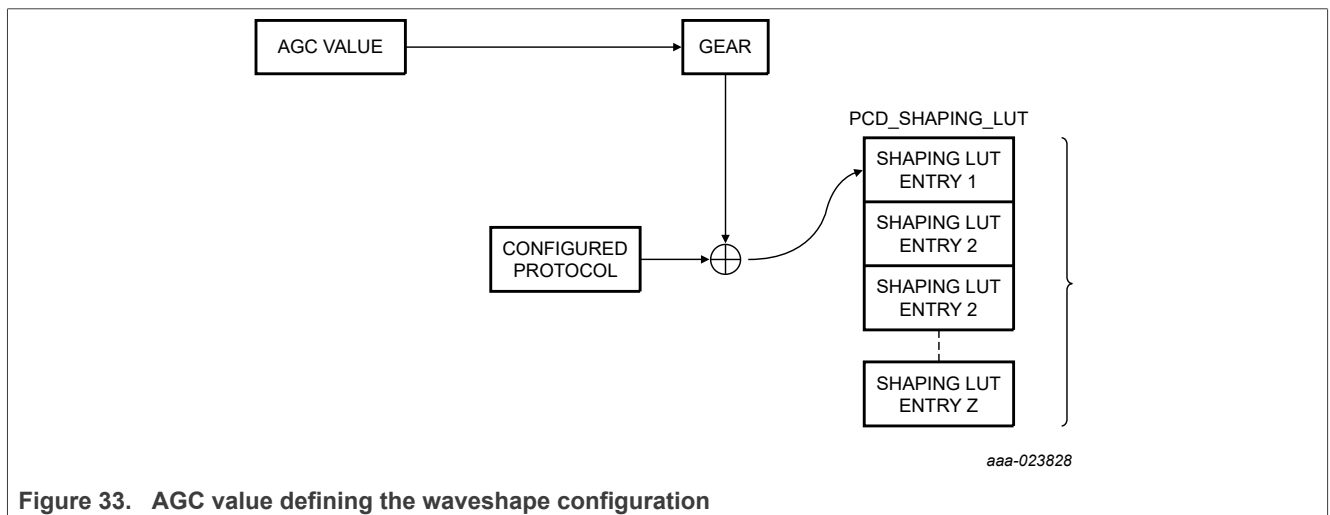 AGC VALUE
GEAR
PCD_SHAPING_LUT
SHAPING LUT
ENTRY 1
SHAPING LUT
ENTRY 2
SHAPING LUT
ENTRY 2
SHAPING LUT
ENTRY Z
CONFIGURED
PROTOCOL
aaa-023828
Figure 33. AGC value defining the waveshape configuration